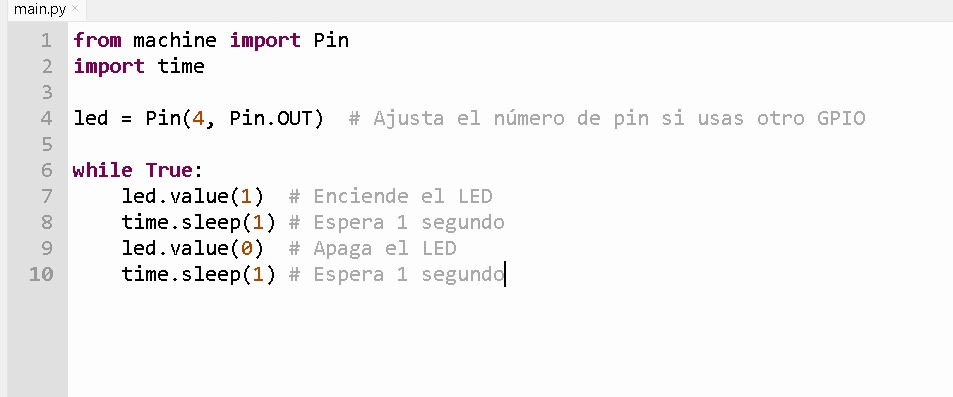 main.py ×
1 from machine import Pin
2 import time
3
4 led = Pin(4, Pin.OUT)  # Ajusta el número de pin si usas otro GPIO
5
6 while True:
7     led.value(1)  # Enciende el LED
8     time.sleep(1) # Espera 1 segundo
9     led.value(0)  # Apaga el LED
10     time.sleep(1) # Espera 1 segundo